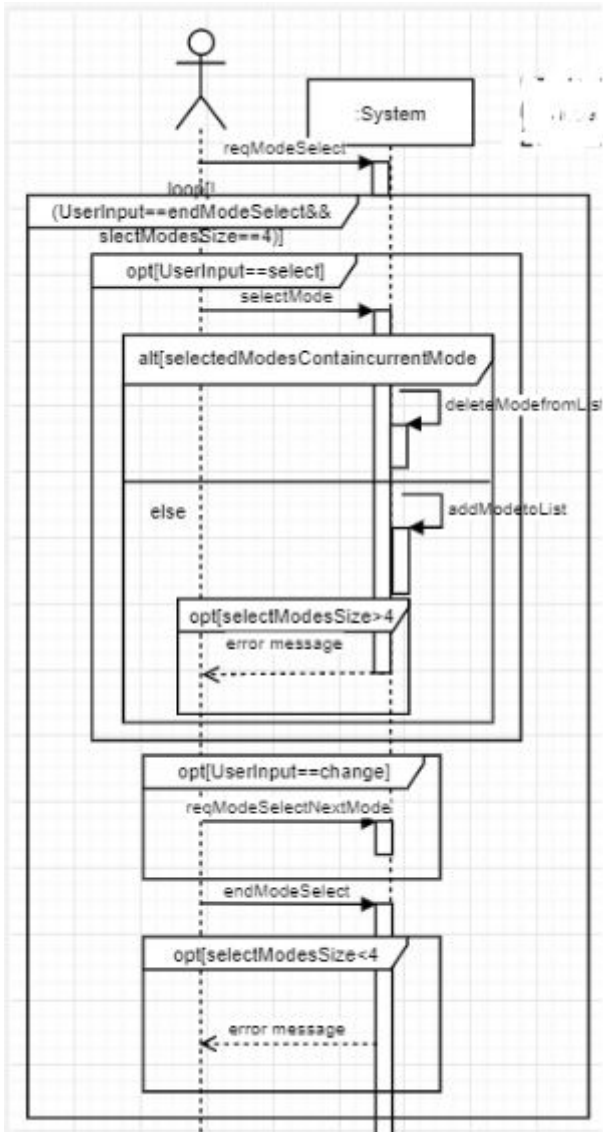 :System
reqModeSelect
loop[!
(UserInput==endModeSelect&&
slectModesSize==4)]
opt[UserInput==select]
selectMode
alt[selectedModesContaincurrentMode
deleteModefromList
else
addModetoList
opt[selectModesSize>4
error message
opt[UserInput==change]
reqModeSelectNextMode
endModeSelect
opt[selectModesSize<4
error message